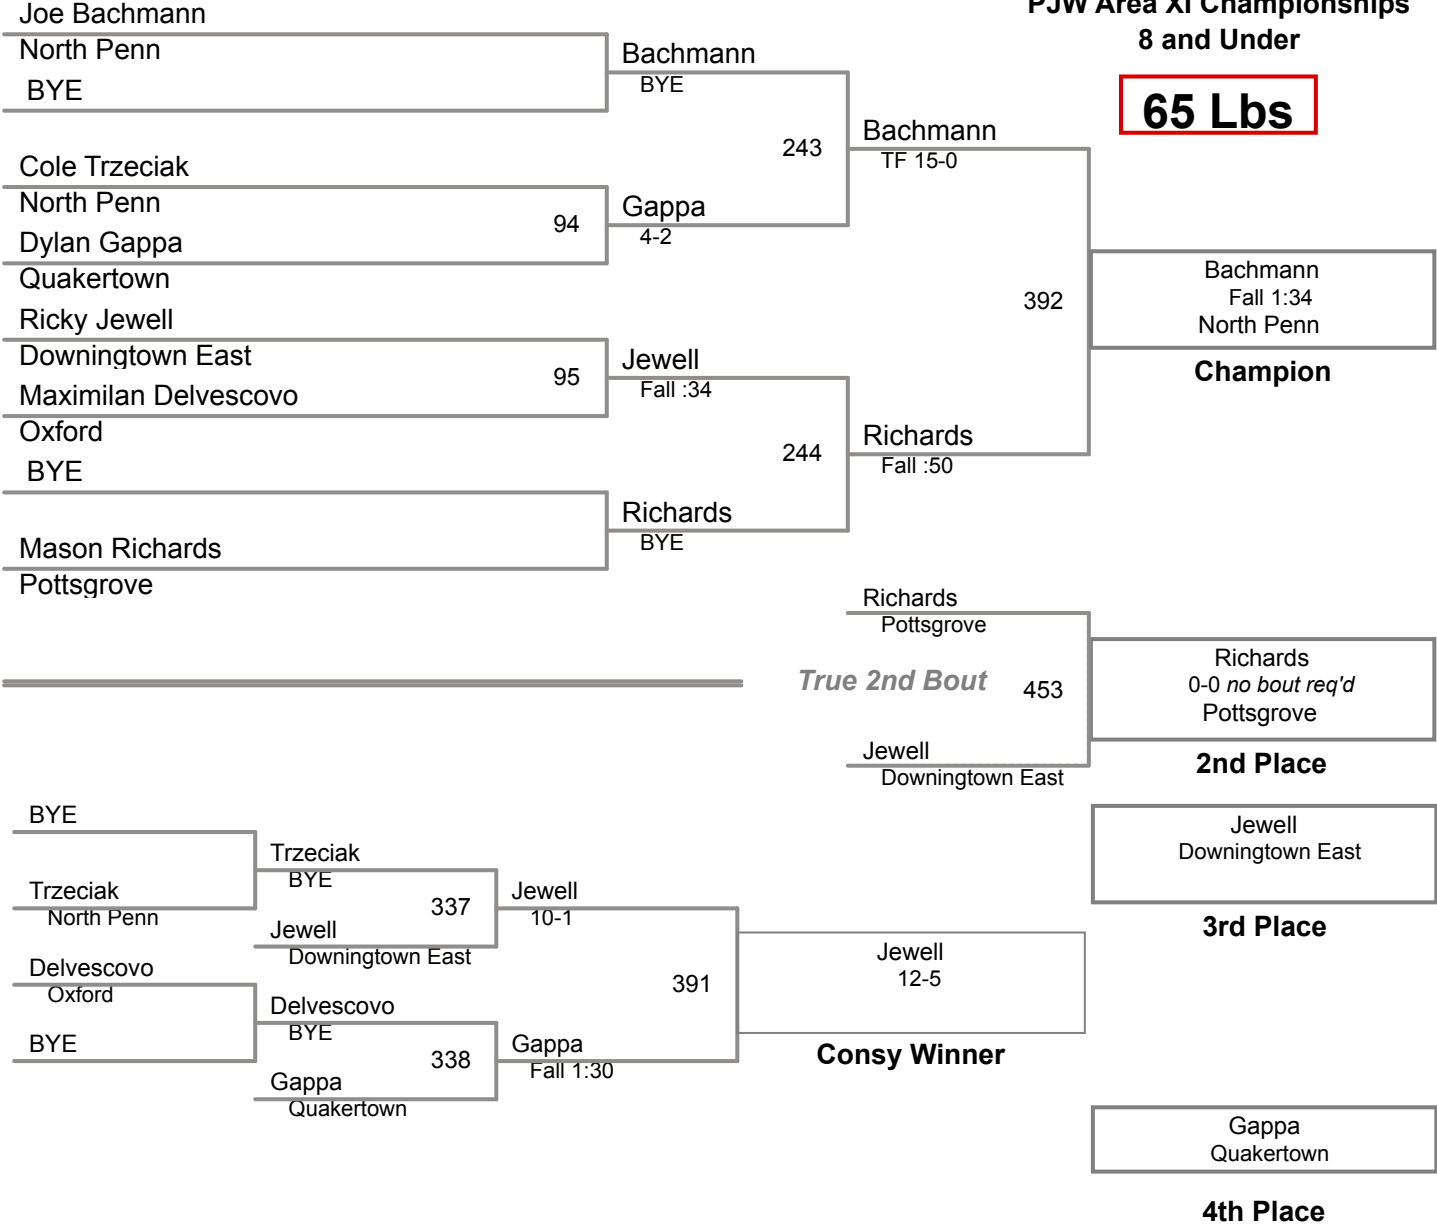 PJW Area XI Championships
8 and Under
65 Lbs
Joe Bachmann
North Penn
BYE
Bachmann
BYE
Cole Trzeciak
North Penn
94
Dylan Gappa
Quakertown
Gappa
4-2
243
Bachmann
TF 15-0
Ricky Jewell
Downingtown East
95
Maximilan Delvescovo
Oxford
Jewell
Fall :34
BYE
Mason Richards
Pottsgrove
Richards
BYE
244
Richards
Fall :50
392
Bachmann
Fall 1:34
North Penn
Champion
Richards
Pottsgrove
True 2nd Bout
453
Jewell
Downingtown East
Richards
0-0 no bout req'd
Pottsgrove
2nd Place
BYE
Trzeciak
North Penn
Trzeciak
BYE
337
Jewell
Downingtown East
Jewell
10-1
Delvescovo
Oxford
BYE
Delvescovo
BYE
338
Gappa
Quakertown
Gappa
Fall 1:30
391
Jewell
12-5
Consy Winner
Jewell
Downingtown East
3rd Place
Gappa
Quakertown
4th Place